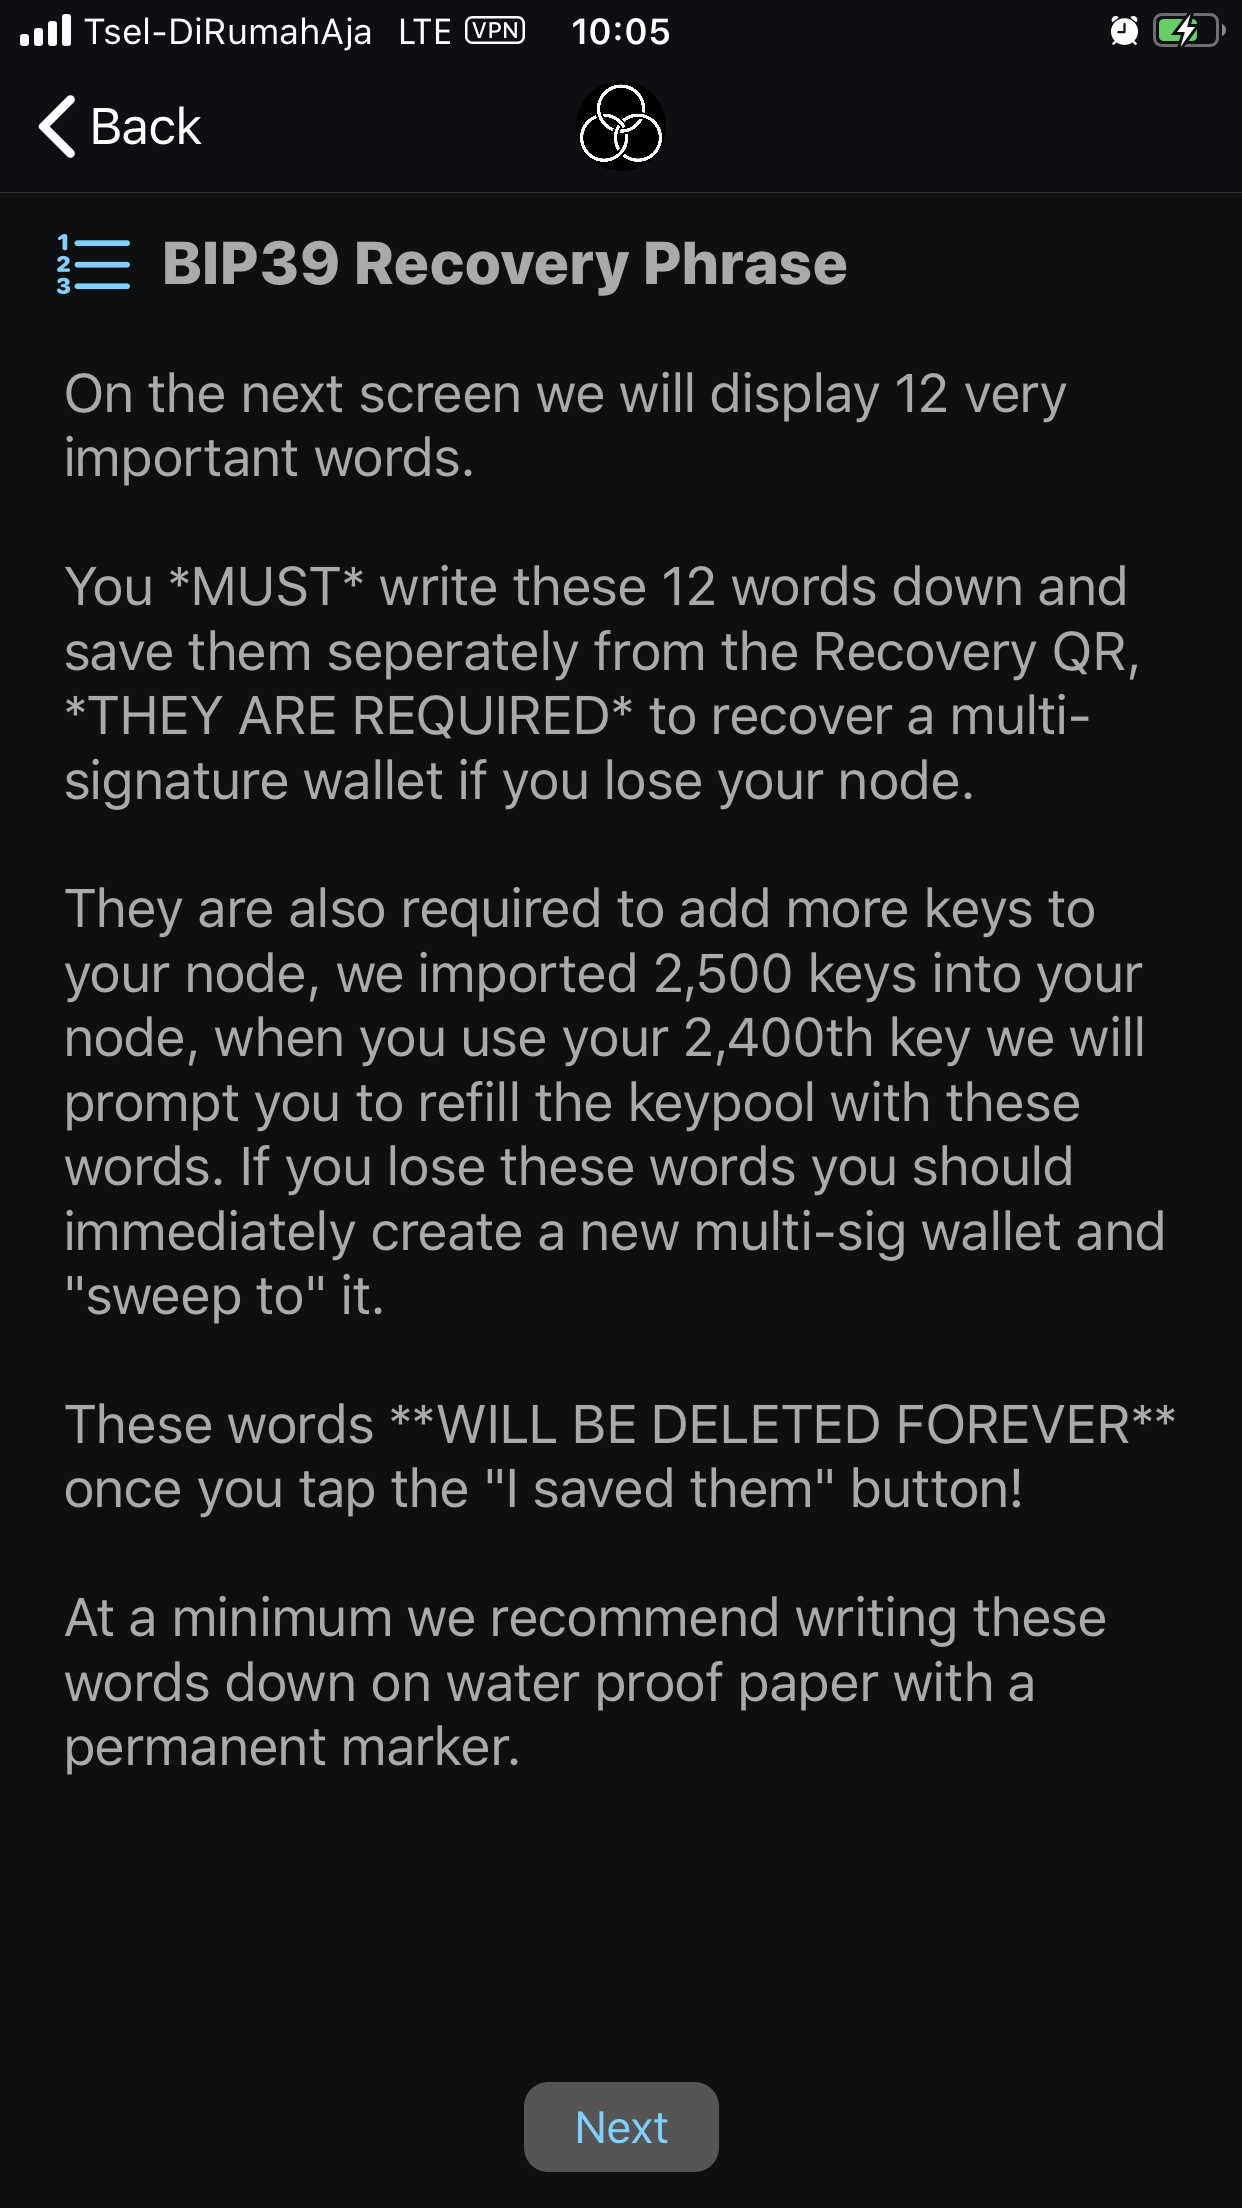 Tsel-DiRumahAja LTE VPN 10:05
Back
1
2
3
BIP39 Recovery Phrase
On the next screen we will display 12 very
important words.
You *MUST* write these 12 words down and
save them seperately from the Recovery QR,
*THEY ARE REQUIRED* to recover a multi-
signature wallet if you lose your node.
They are also required to add more keys to
your node, we imported 2,500 keys into your
node, when you use your 2,400th key we will
prompt you to refill the keypool with these
words. If you lose these words you should
immediately create a new multi-sig wallet and
"sweep to" it.
These words **WILL BE DELETED FOREVER**
once you tap the "I saved them" button!
At a minimum we recommend writing these
words down on water proof paper with a
permanent marker.
Next